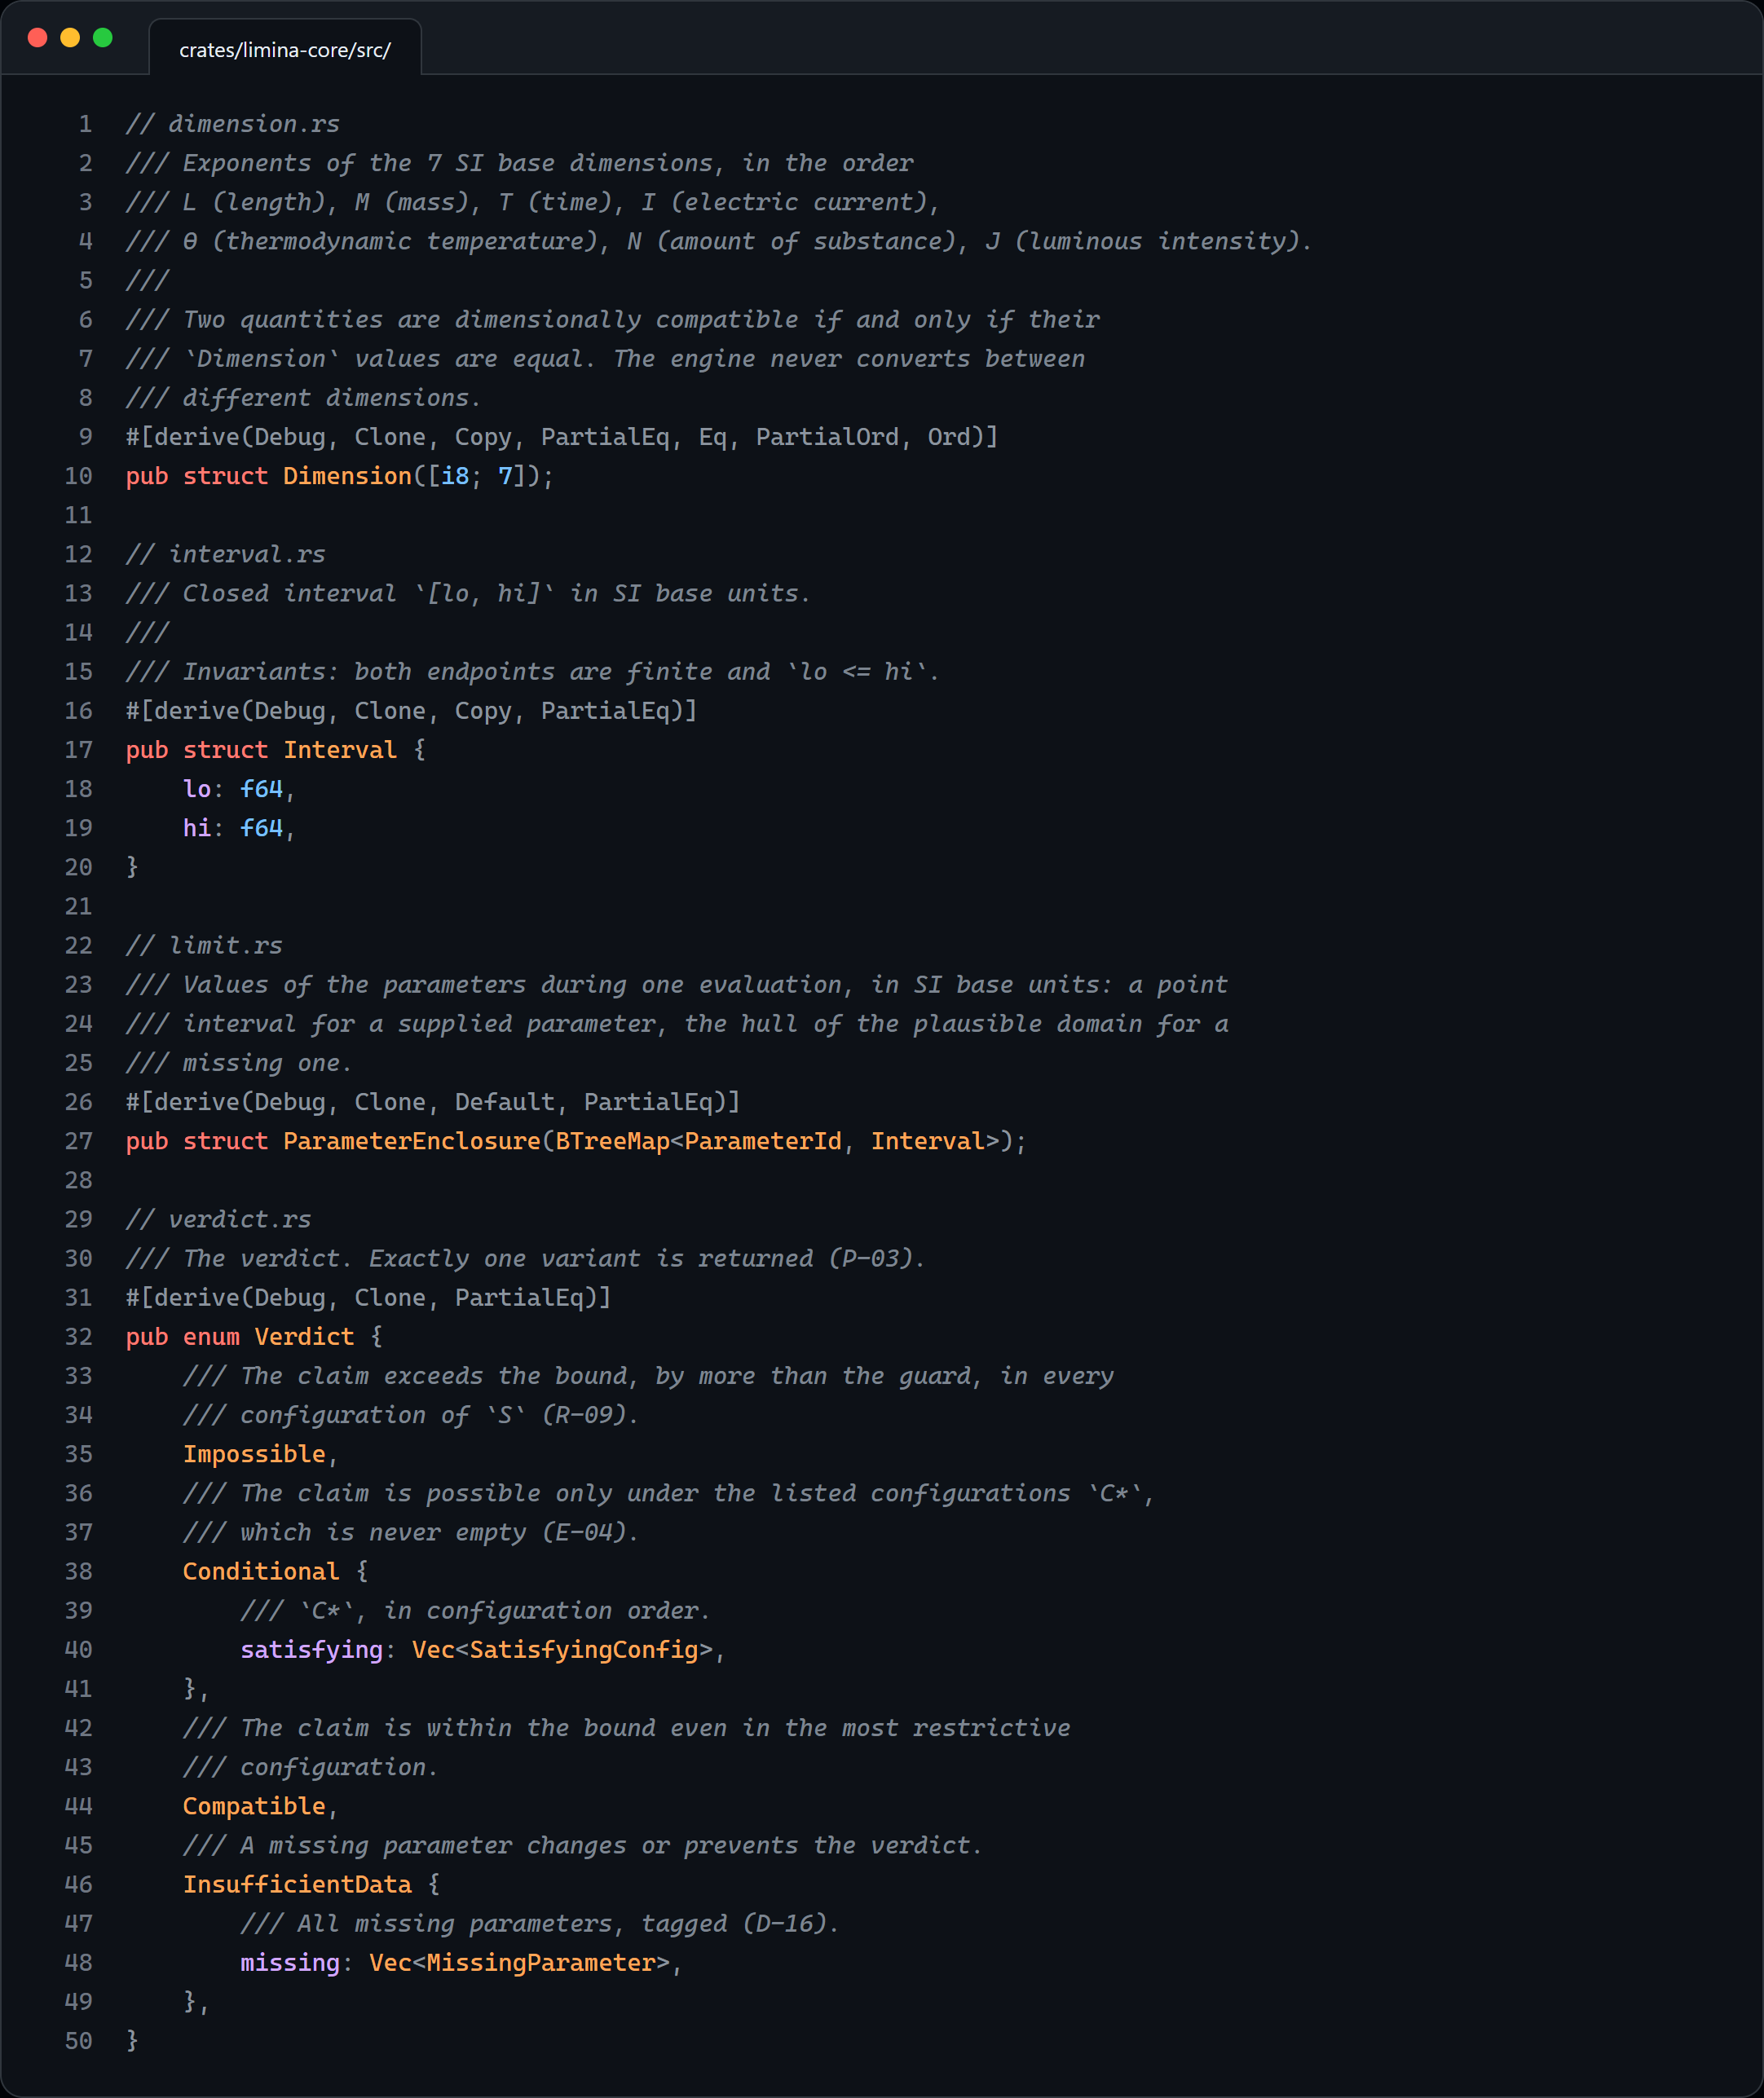 crates/limina-core/src/
1 // dimension.rs
2 /// Exponents of the 7 SI base dimensions, in the order
3 /// L (length), M (mass), T (time), I (electric current),
4 /// Θ (thermodynamic temperature), N (amount of substance), J (luminous intensity).
5 ///
6 /// Two quantities are dimensionally compatible if and only if their
7 /// `Dimension` values are equal. The engine never converts between
8 /// different dimensions.
9 #[derive(Debug, Clone, Copy, PartialEq, Eq, PartialOrd, Ord)]
10 pub struct Dimension([i8; 7]);
11
12 // interval.rs
13 /// Closed interval `[lo, hi]` in SI base units.
14 ///
15 /// Invariants: both endpoints are finite and `lo <= hi`.
16 #[derive(Debug, Clone, Copy, PartialEq)]
17 pub struct Interval {
18     lo: f64,
19     hi: f64,
20 }
21
22 // limit.rs
23 /// Values of the parameters during one evaluation, in SI base units: a point
24 /// interval for a supplied parameter, the hull of the plausible domain for a
25 /// missing one.
26 #[derive(Debug, Clone, Default, PartialEq)]
27 pub struct ParameterEnclosure(BTreeMap<ParameterId, Interval>);
28
29 // verdict.rs
30 /// The verdict. Exactly one variant is returned (P-03).
31 #[derive(Debug, Clone, PartialEq)]
32 pub enum Verdict {
33     /// The claim exceeds the bound, by more than the guard, in every
34     /// configuration of `S` (R-09).
35     Impossible,
36     /// The claim is possible only under the listed configurations `C*`,
37     /// which is never empty (E-04).
38     Conditional {
39         /// `C*`, in configuration order.
40         satisfying: Vec<SatisfyingConfig>,
41     },
42     /// The claim is within the bound even in the most restrictive
43     /// configuration.
44     Compatible,
45     /// A missing parameter changes or prevents the verdict.
46     InsufficientData {
47         /// All missing parameters, tagged (D-16).
48         missing: Vec<MissingParameter>,
49     },
50 }